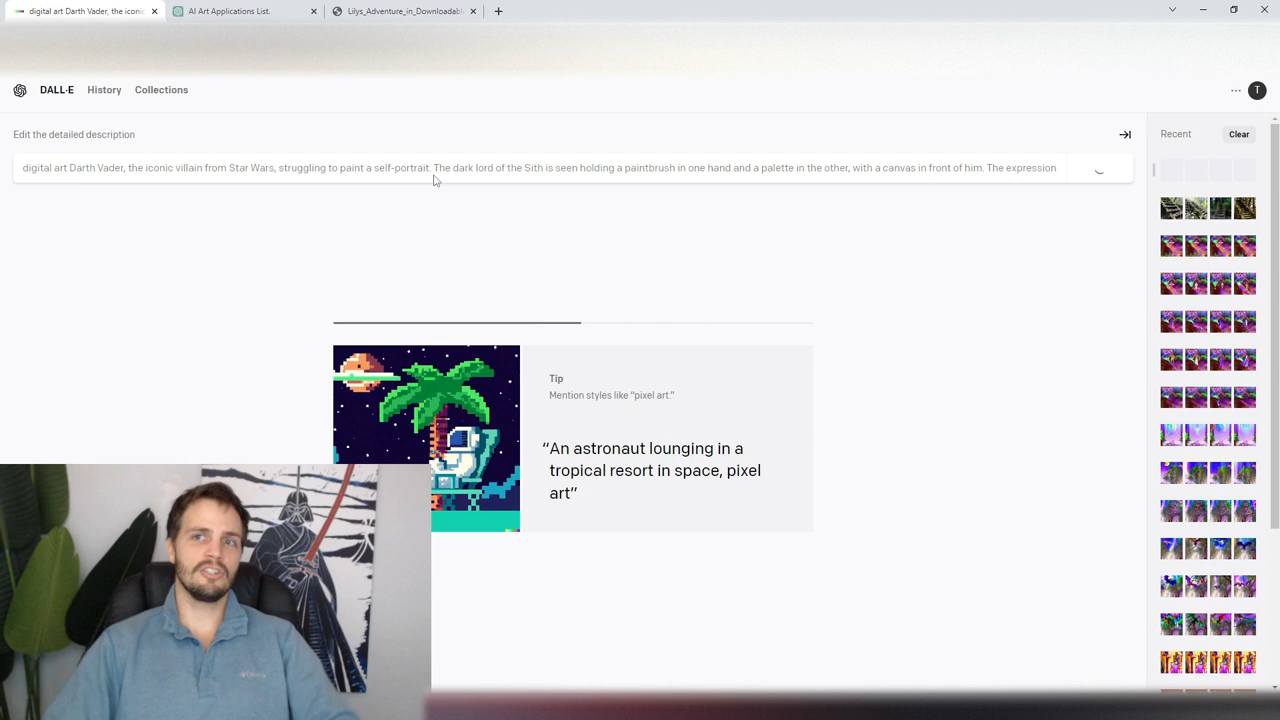 digital art Darth Vader, the iconic
AI Art Applications List.
Lilys_Adventure_in_Downloadabl
DALL·E
History
Collections
T
Edit the detailed description
Recent
Clear
digital art Darth Vader, the iconic villain from Star Wars, struggling to paint a self-portrait. The dark lord of the Sith is seen holding a paintbrush in one hand and a palette in the other, with a canvas in front of him. The expression
Tip
Mention styles like "pixel art."
“An astronaut lounging in a
tropical resort in space, pixel
art”
Columbia